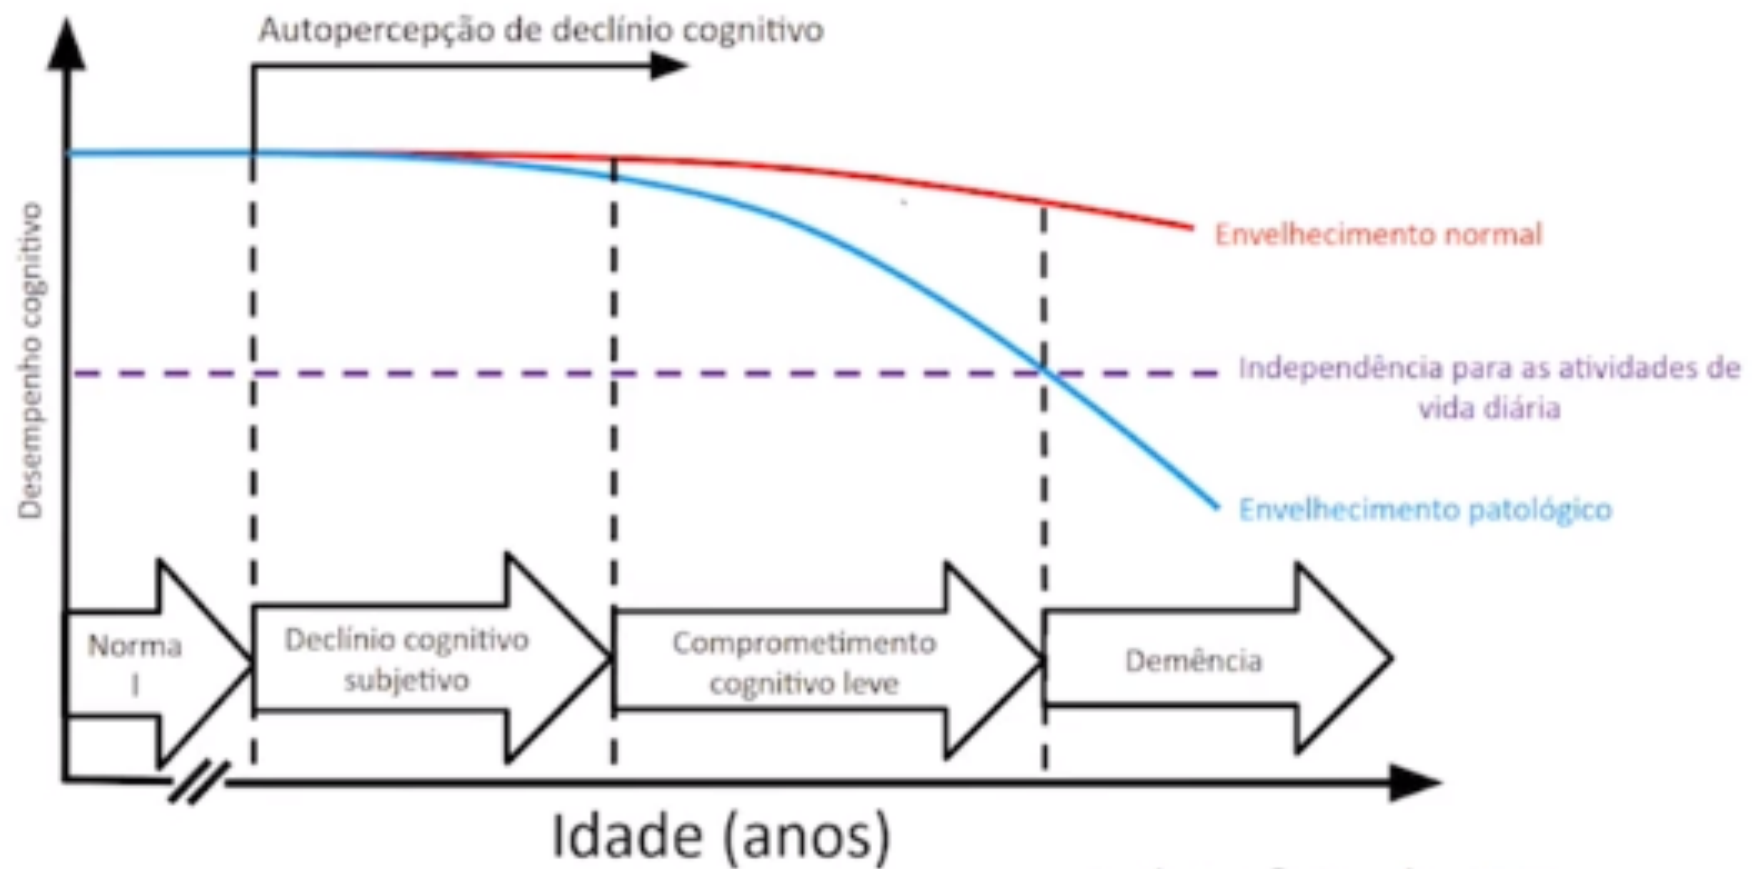 Autopercepção de declínio cognitivo
Desempenho cognitivo
Envelhecimento normal
Independência para as atividades de
vida diária
Envelhecimento patológico
Norma
l
Declínio cognitivo
subjetivo
Comprometimento
cognitivo leve
Demência
Idade (anos)